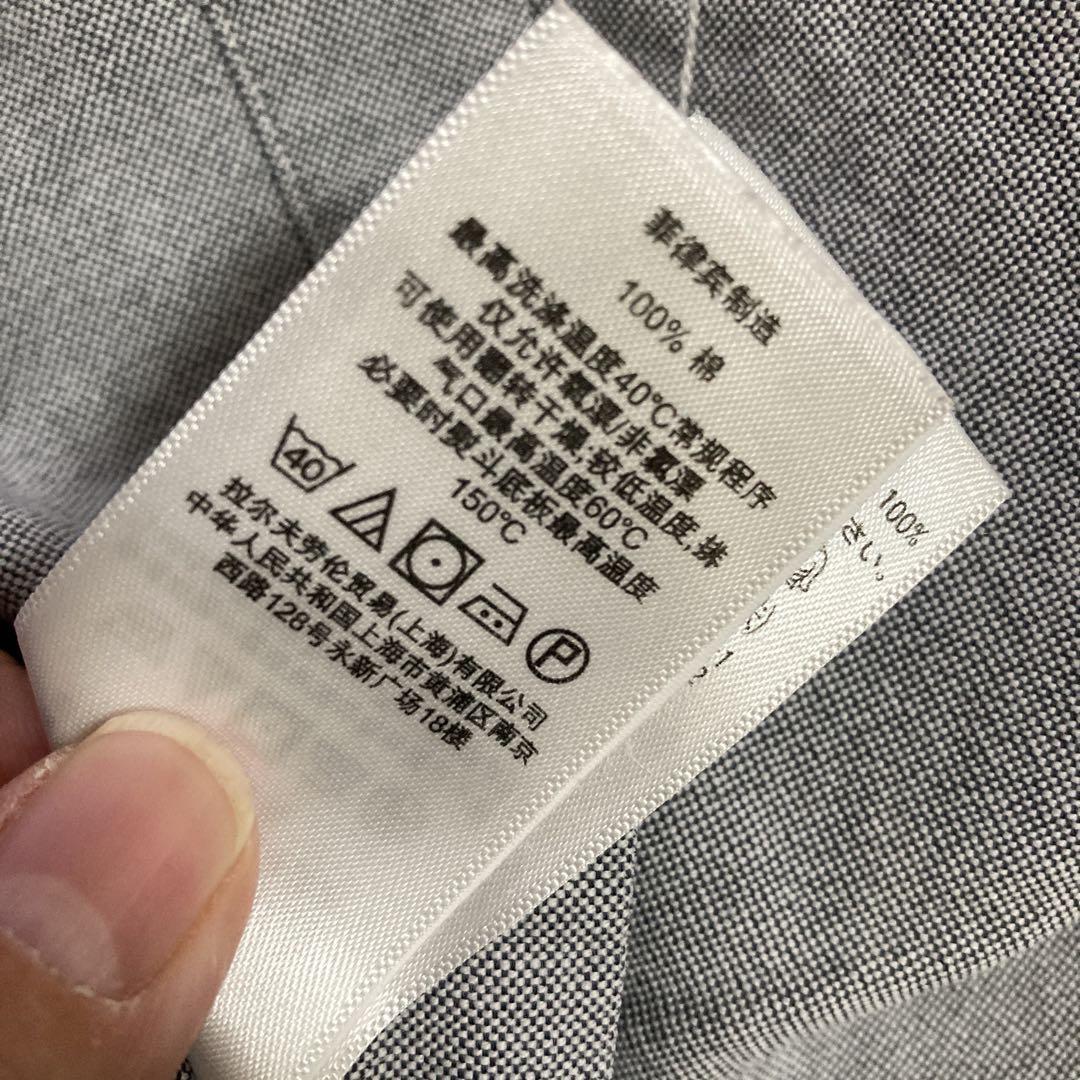 菲律宾制造
100% 棉
最高洗涤温度40℃常规程序
仅允许氧漂/非氯漂
可使用翻转干燥,较低温度,排
气口最高温度60℃
必要时熨斗底板最高温度
150℃
40
P
拉尔夫劳伦贸易(上海)有限公司
中华人民共和国上海市黄浦区南京
西路128号永新广场18楼
100%
さい。
1
2